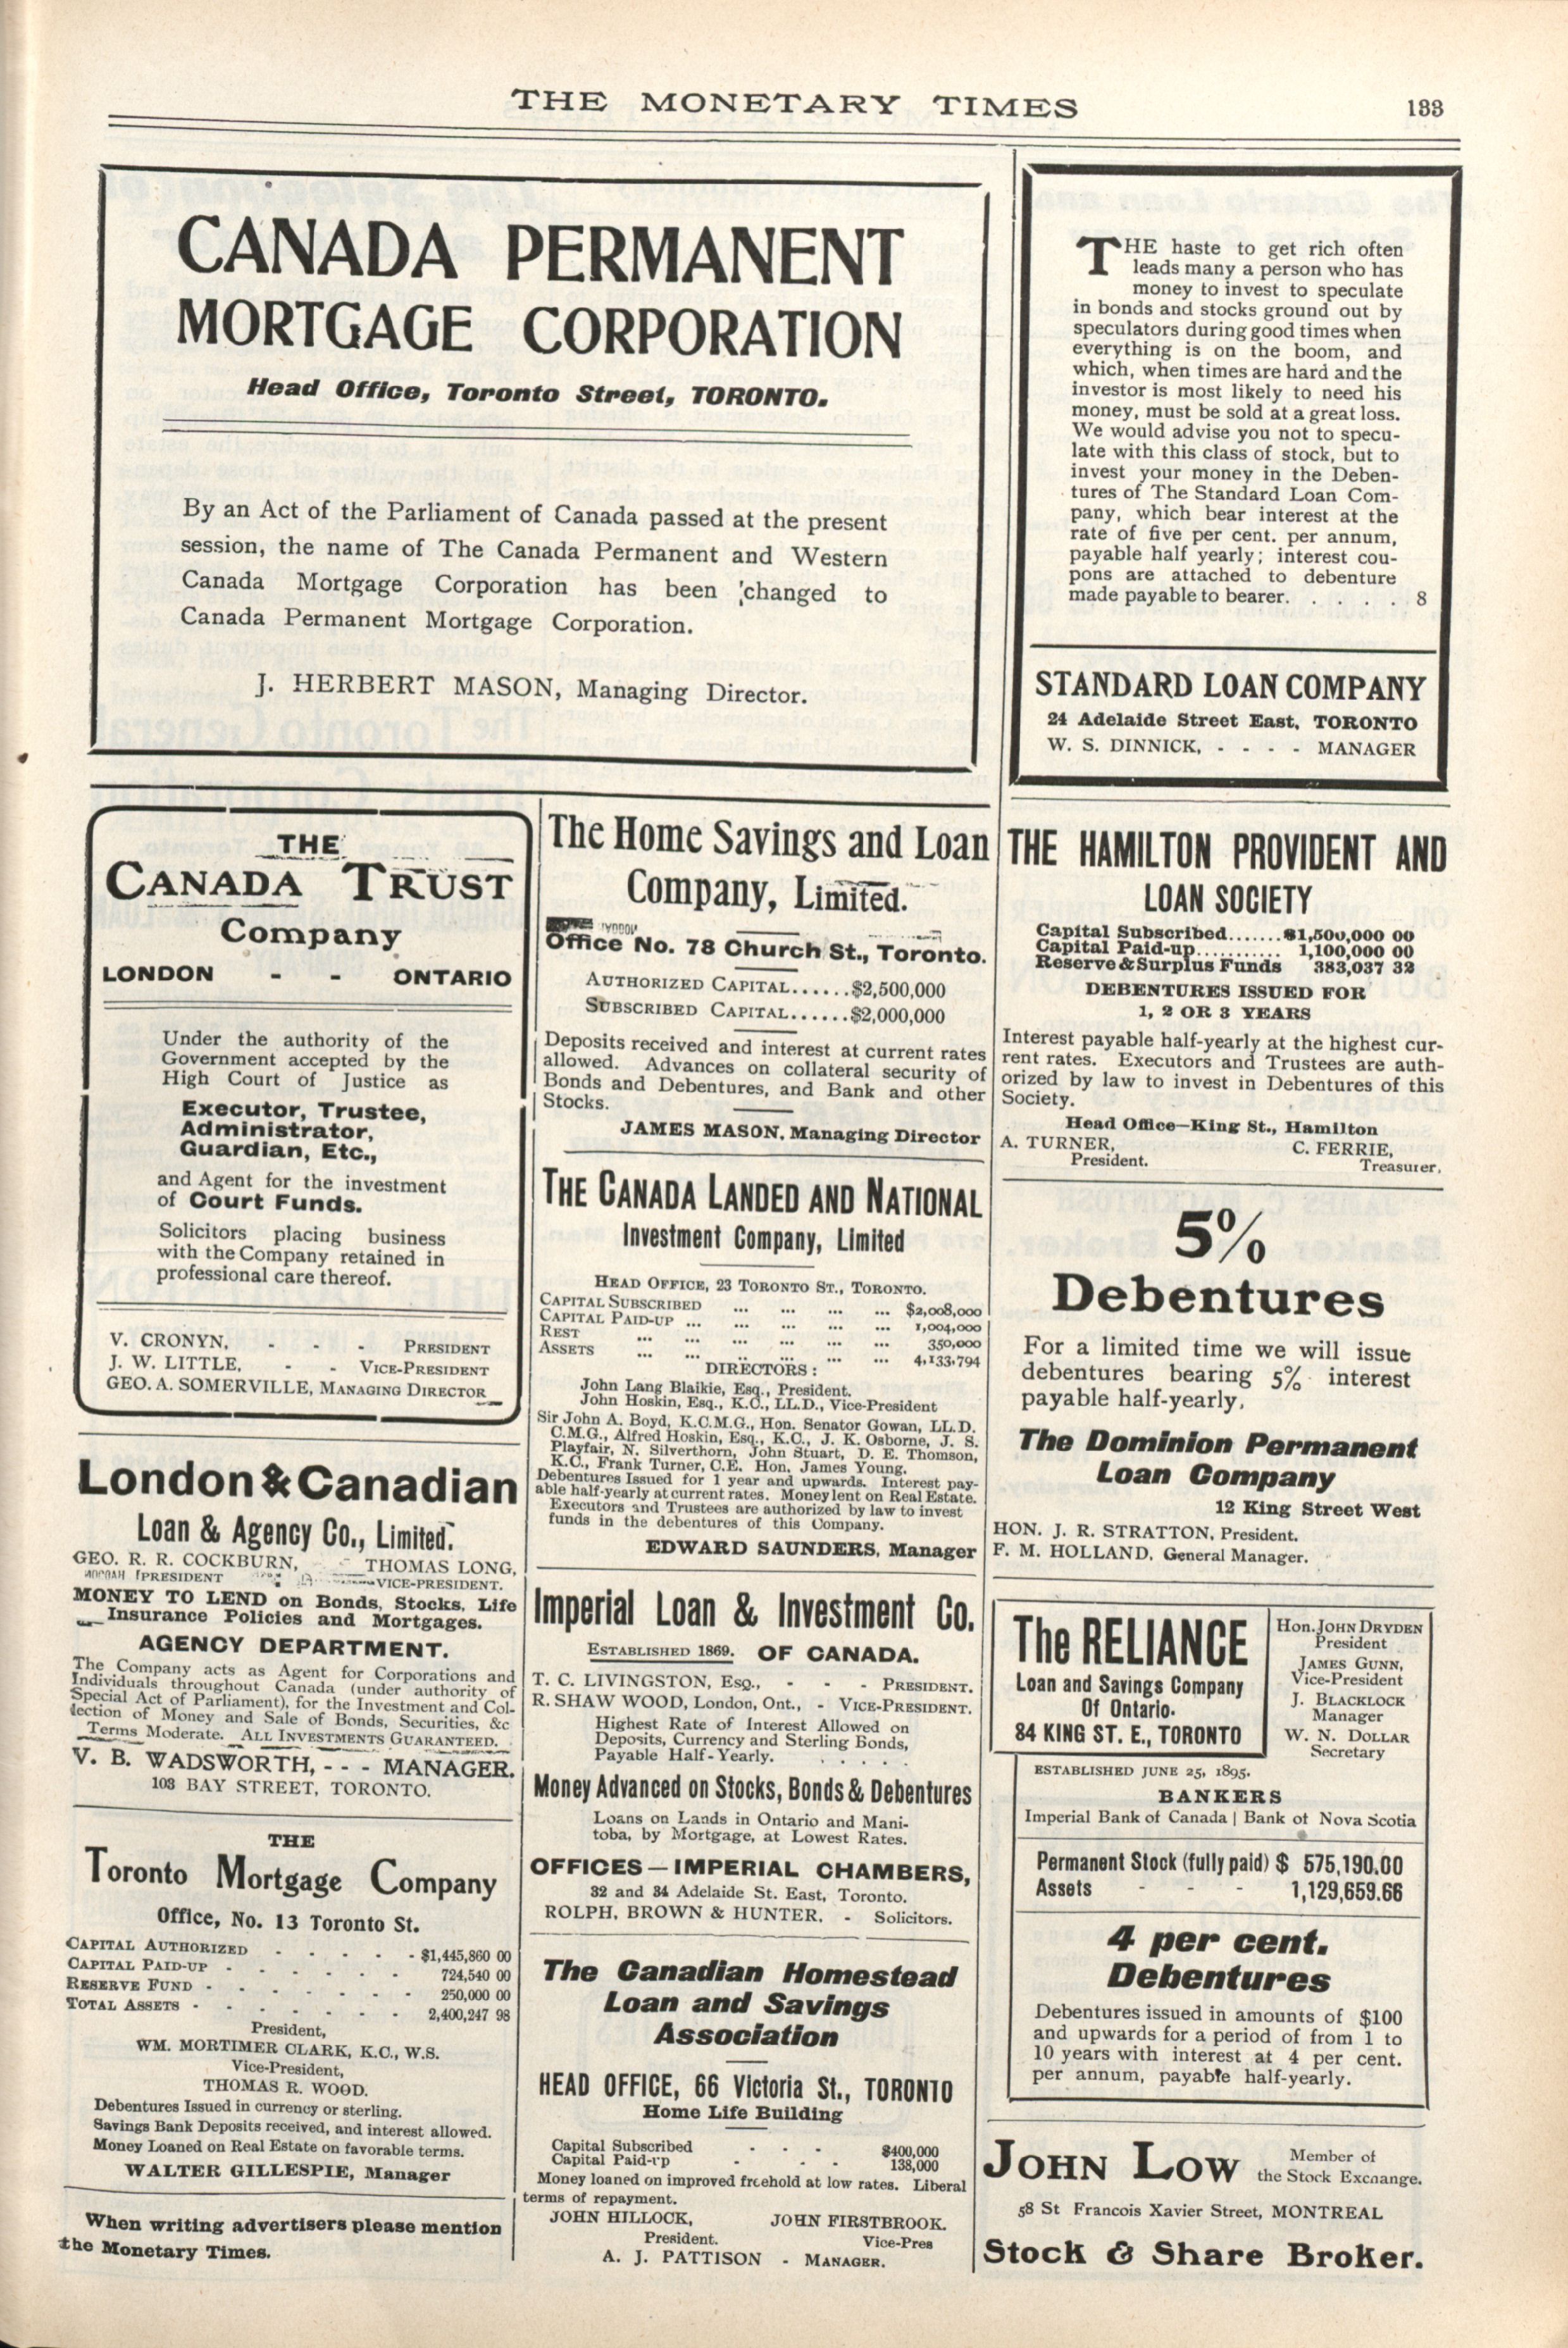 THE MONETARY TIMES
133
CANADA PERMANENT
MORTGAGE CORPORATION
Head Office, Toronto Street, TORONTO.
By an Act of the Parliament of Canada passed at the present
session, the name of The Canada Permanent and Western
Canada Mortgage Corporation has been changed to
Canada Permanent Mortgage Corporation.
J. HERBERT MASON, Managing Director.
THE haste to get rich often
leads many a person who has
money to invest to speculate
in bonds and stocks ground out by
speculators during good times when
everything is on the boom, and
which, when times are hard and the
investor is most likely to need his
money, must be sold at a great loss.
We would advise you not to specu-
late with this class of stock, but to
invest your money in the Deben-
tures of The Standard Loan Com-
pany, which bear interest at the
rate of five per cent. per annum,
payable half yearly; interest cou-
pons are attached to debenture
made payable to bearer. . . . . 8
STANDARD LOAN COMPANY
24 Adelaide Street East, TORONTO
W. S. DINNICK, - - - - MANAGER
THE
CANADA TRUST
Company
LONDON - - ONTARIO
Under the authority of the
Government accepted by the
High Court of Justice as
Executor, Trustee,
Administrator,
Guardian, Etc.,
and Agent for the investment
of Court Funds.
Solicitors placing business
with the Company retained in
professional care thereof.
V. CRONYN, - - - PRESIDENT
J. W. LITTLE, - - VICE-PRESIDENT
GEO. A. SOMERVILLE, MANAGING DIRECTOR
London & Canadian
Loan & Agency Co., Limited.
GEO. R. R. COCKBURN, THOMAS LONG,
PRESIDENT VICE-PRESIDENT.
MONEY TO LEND on Bonds, Stocks, Life
Insurance Policies and Mortgages.
AGENCY DEPARTMENT.
The Company acts as Agent for Corporations and
Individuals throughout Canada (under authority of
Special Act of Parliament), for the Investment and Col-
lection of Money and Sale of Bonds, Securities, &c
Terms Moderate. ALL INVESTMENTS GUARANTEED.
V. B. WADSWORTH, - - - MANAGER.
103 BAY STREET, TORONTO.
THE
Toronto Mortgage Company
Office, No. 13 Toronto St.
CAPITAL AUTHORIZED - - - - - $1,445,860 00
CAPITAL PAID-UP - - - - - - 724,540 00
RESERVE FUND - - - - - - 250,000 00
TOTAL ASSETS - - - - - - 2,400,247 98
President,
WM. MORTIMER CLARK, K.C., W.S.
Vice-President,
THOMAS R. WOOD.
Debentures Issued in currency or sterling.
Savings Bank Deposits received, and interest allowed.
Money Loaned on Real Estate on favorable terms.
WALTER GILLESPIE, Manager
When writing advertisers please mention
the Monetary Times.
The Home Savings and Loan
Company, Limited.
Office No. 78 Church St., Toronto.
AUTHORIZED CAPITAL......$2,500,000
SUBSCRIBED CAPITAL......$2,000,000
Deposits received and interest at current rates
allowed. Advances on collateral security of
Bonds and Debentures, and Bank and other
Stocks.
JAMES MASON, Managing Director
THE CANADA LANDED AND NATIONAL
Investment Company, Limited
HEAD OFFICE, 23 TORONTO ST., TORONTO.
CAPITAL SUBSCRIBED ... ... ... ... $2,008,000
CAPITAL PAID-UP ... ... ... ... ... 1,004,000
REST ... ... ... ... ... 350,000
ASSETS ... ... ... ... ... 4,133,794
DIRECTORS:
John Lang Blaikie, Esq., President.
John Hoskin, Esq., K.C., LL.D., Vice-President
Sir John A. Boyd, K.C.M.G., Hon. Senator Gowan, LL.D.
C.M.G., Alfred Hoskin, Esq., K.C., J. K. Osborne, J. S.
Playfair, N. Silverthorn, John Stuart, D. E. Thomson,
K.C., Frank Turner, C.E. Hon. James Young.
Debentures Issued for 1 year and upwards. Interest pay-
able half-yearly at current rates. Money lent on Real Estate.
Executors and Trustees are authorized by law to invest
funds in the debentures of this Company.
EDWARD SAUNDERS, Manager
Imperial Loan & Investment Co.
ESTABLISHED 1869. OF CANADA.
T. C. LIVINGSTON, ESQ., - - - PRESIDENT.
R. SHAW WOOD, London, Ont., - VICE-PRESIDENT.
Highest Rate of Interest Allowed on
Deposits, Currency and Sterling Bonds,
Payable Half-Yearly. . . . .
Money Advanced on Stocks, Bonds & Debentures
Loans on Lands in Ontario and Mani-
toba, by Mortgage, at Lowest Rates.
OFFICES—IMPERIAL CHAMBERS,
32 and 34 Adelaide St. East, Toronto.
ROLPH, BROWN & HUNTER, - Solicitors.
The Canadian Homestead
Loan and Savings
Association
HEAD OFFICE, 66 Victoria St., TORONTO
Home Life Building
Capital Subscribed - - - $400,000
Capital Paid-up - - - 138,000
Money loaned on improved freehold at low rates. Liberal
terms of repayment.
JOHN HILLOCK, JOHN FIRSTBROOK.
President. Vice-Pres
A. J. PATTISON - MANAGER.
THE HAMILTON PROVIDENT AND
LOAN SOCIETY
Capital Subscribed.......$1,500,000 00
Capital Paid-up........... 1,100,000 00
Reserve & Surplus Funds 383,037 32
DEBENTURES ISSUED FOR
1, 2 OR 3 YEARS
Interest payable half-yearly at the highest cur-
rent rates. Executors and Trustees are auth-
orized by law to invest in Debentures of this
Society.
Head Office—King St., Hamilton
A. TURNER, C. FERRIE,
President. Treasurer.
5%
Debentures
For a limited time we will issue
debentures bearing 5% interest
payable half-yearly.
The Dominion Permanent
Loan Company
12 King Street West
HON. J. R. STRATTON, President.
F. M. HOLLAND, General Manager.
The RELIANCE
Loan and Savings Company
Of Ontario.
84 KING ST. E., TORONTO
Hon. JOHN DRYDEN
President
JAMES GUNN,
Vice-President
J. BLACKLOCK
Manager
W. N. DOLLAR
Secretary
ESTABLISHED JUNE 25, 1895.
BANKERS
Imperial Bank of Canada | Bank of Nova Scotia
Permanent Stock (fully paid) $ 575,190.00
Assets - - - 1,129,659.66
4 per cent.
Debentures
Debentures issued in amounts of $100
and upwards for a period of from 1 to
10 years with interest at 4 per cent.
per annum, payable half-yearly.
JOHN LOW
Member of
the Stock Exchange.
58 St Francois Xavier Street, MONTREAL
Stock & Share Broker.